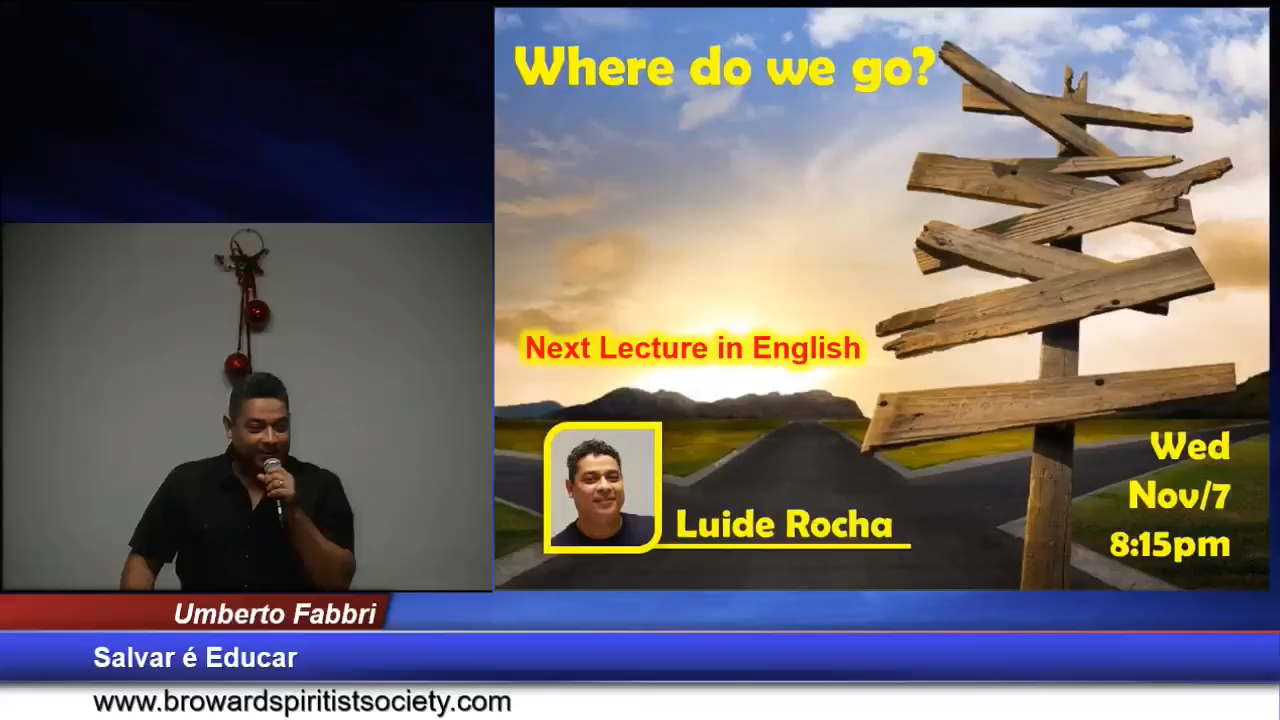 Where do we go?
Next Lecture in English
Luide Rocha
Wed
Nov/7
8:15pm
Umberto Fabbri
Salvar é Educar
www.browardspiritistsociety.com